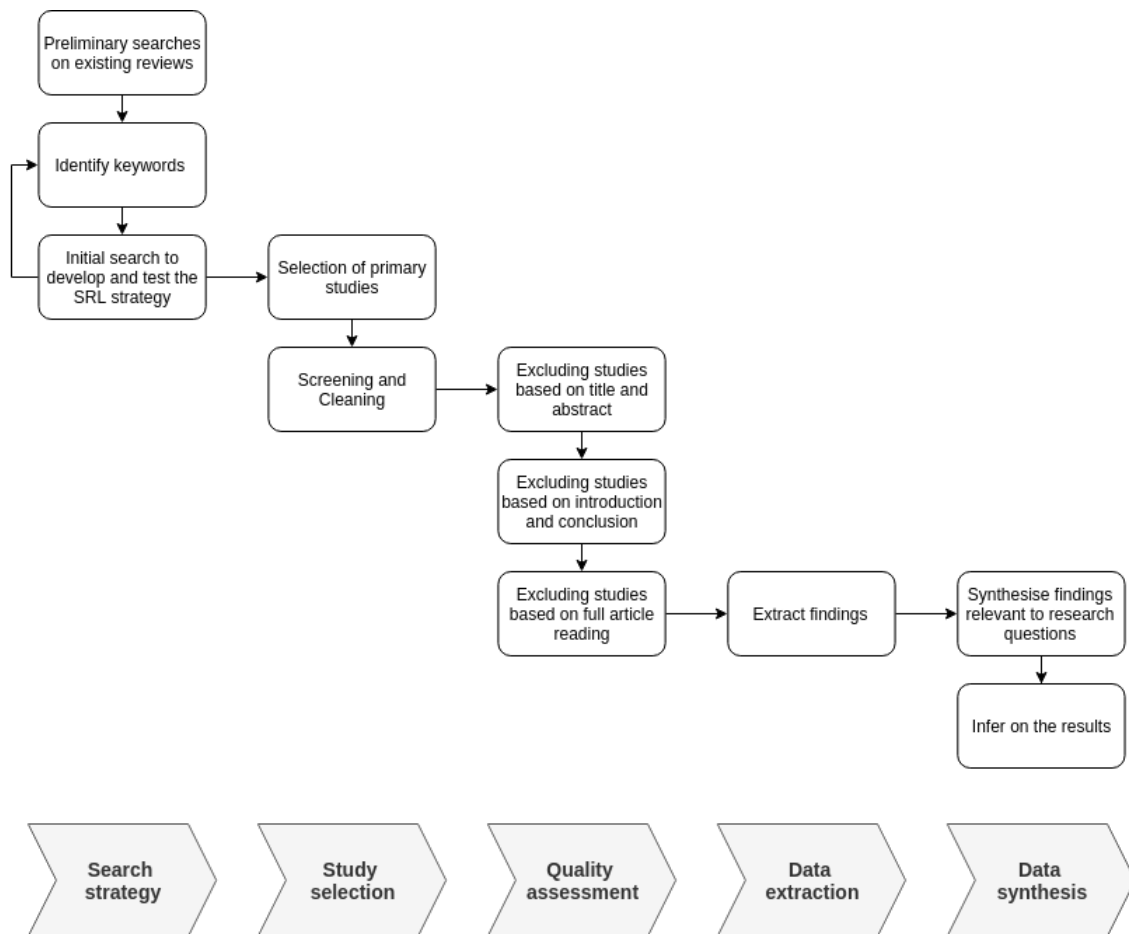 Preliminary searches
on existing reviews
Identify keywords
Initial search to
develop and test the
SRL strategy
Selection of primary
studies
Screening and
Cleaning
Excluding studies
based on title and
abstract
Excluding studies
based on introduction
and conclusion
Excluding studies
based on full article
reading
Extract findings
Synthesise findings
relevant to research
questions
Infer on the results
Search
strategy
Study
selection
Quality
assessment
Data
extraction
Data
synthesis